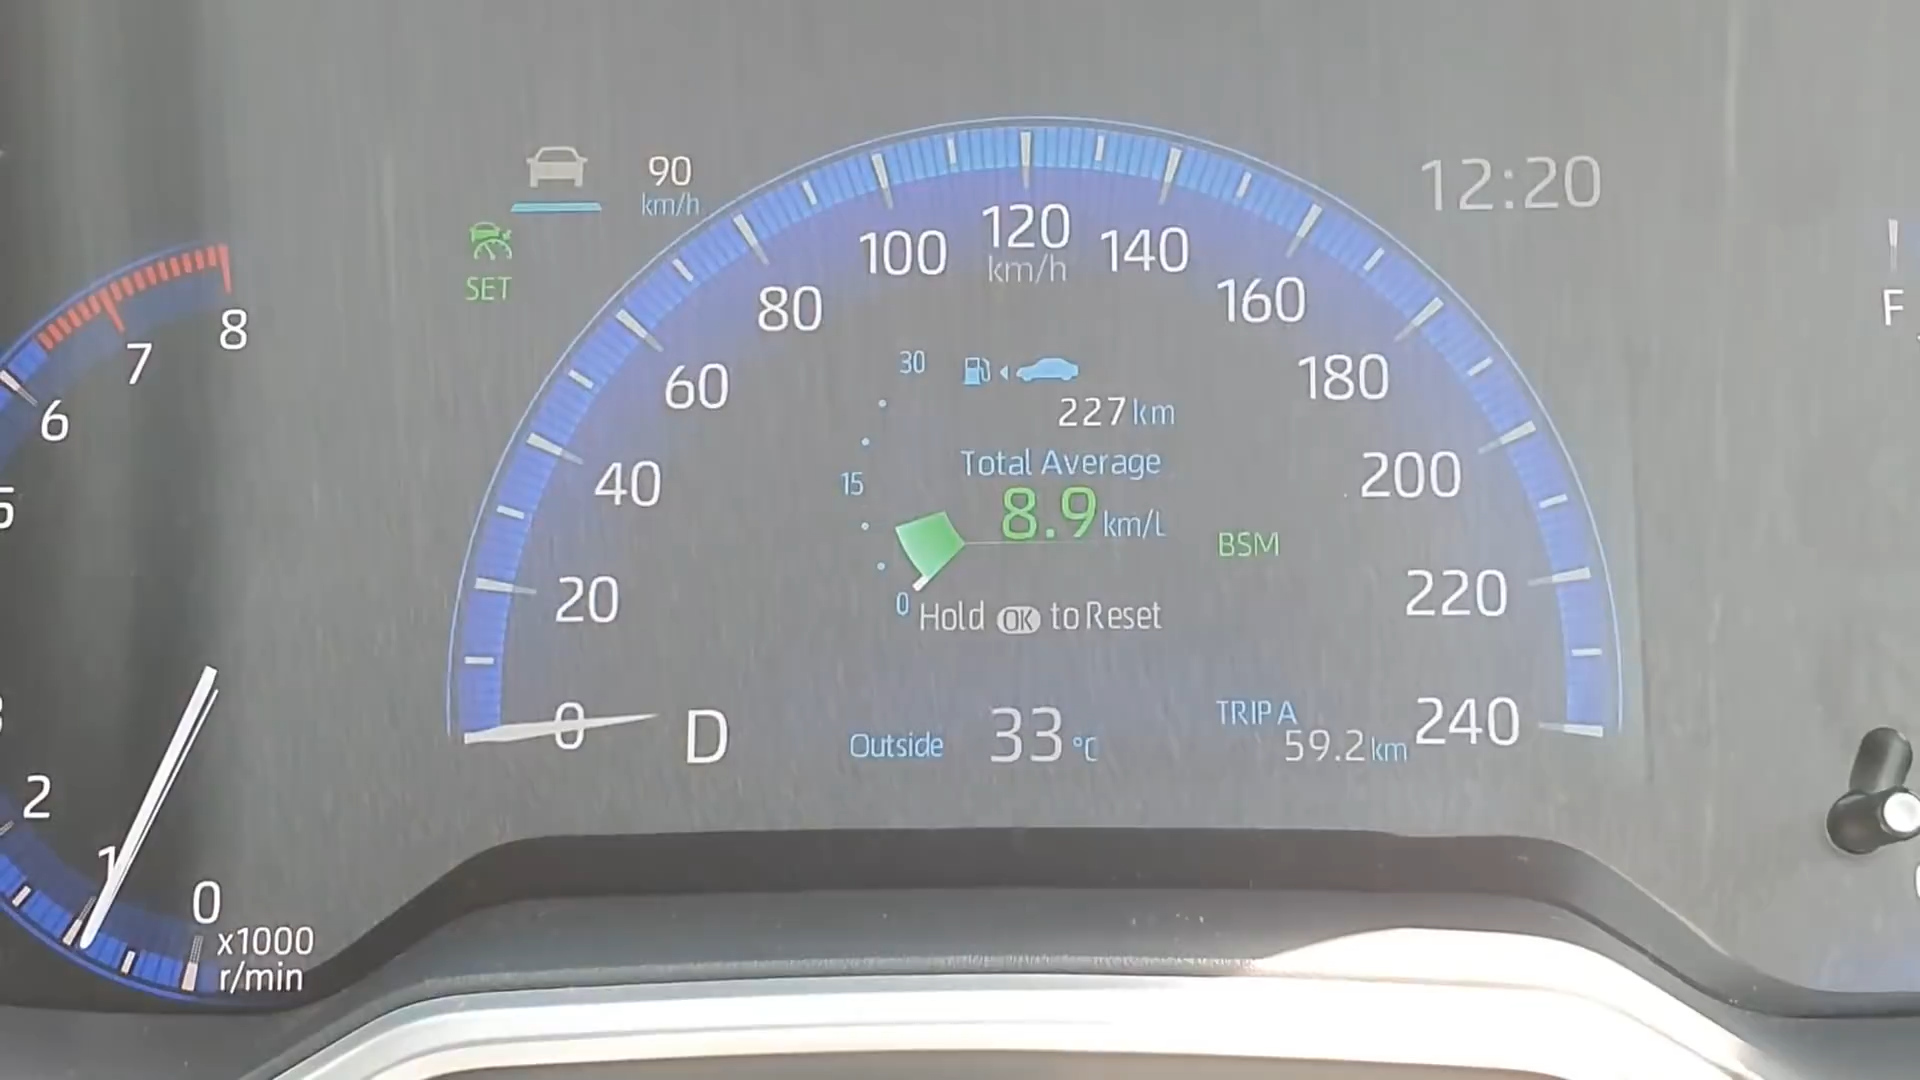 90
km/h
SET
12:20
8
7
6
5
2
1
0
x1000
r/min
0
20
40
60
80
100
120
km/h
140
160
180
200
220
240
30
15
0
227 km
Total Average
8.9 km/L
Hold OK to Reset
BSM
D
Outside 33 °C
TRIP A
59.2 km
F